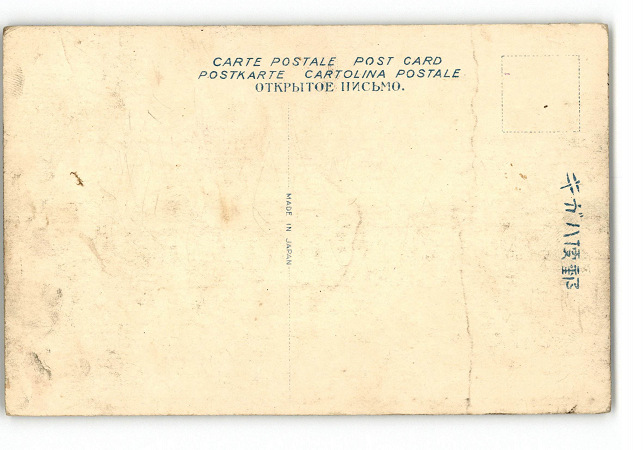 CARTE POSTALE POST CARD
POSTKARTE CARTOLINA POSTALE
ОТКРЫТОЕ ПИСЬМО.
MADE IN JAPAN
郵便ハガキ